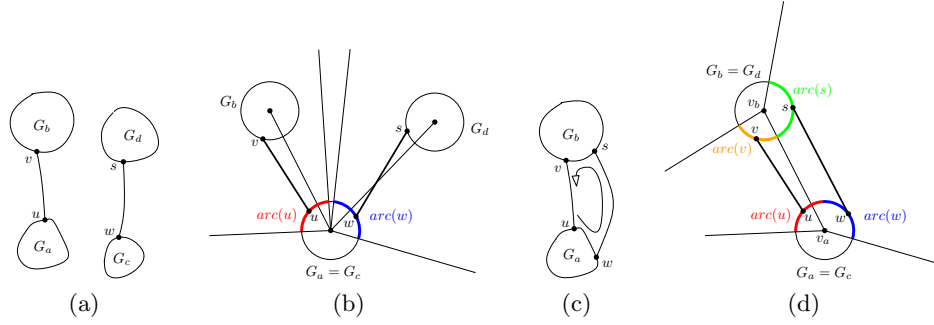 G_b
v
u
G_a
G_d
s
w
G_c
(a)
G_b
v
s
G_d
arc(u)
u
w
arc(w)
G_a = G_c
(b)
G_b
s
v
u
G_a
w
(c)
G_b = G_d
arc(s)
v_b
s
v
arc(v)
arc(u)
u
w
arc(w)
v_a
G_a = G_c
(d)